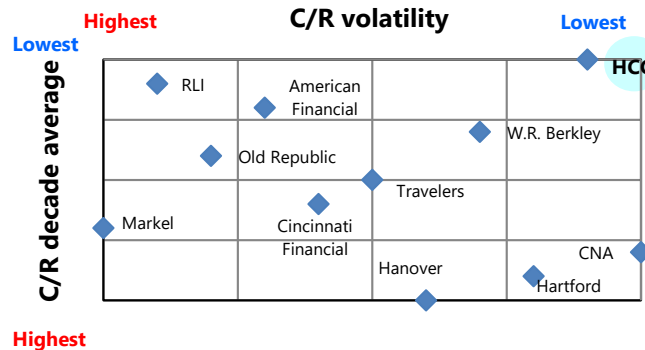 C/R volatility
Highest
Lowest
Lowest
HCC
RLI
American
Financial
W.R. Berkley
Old Republic
Travelers
Markel
Cincinnati
Financial
CNA
Hanover
Hartford
C/R decade average
Highest